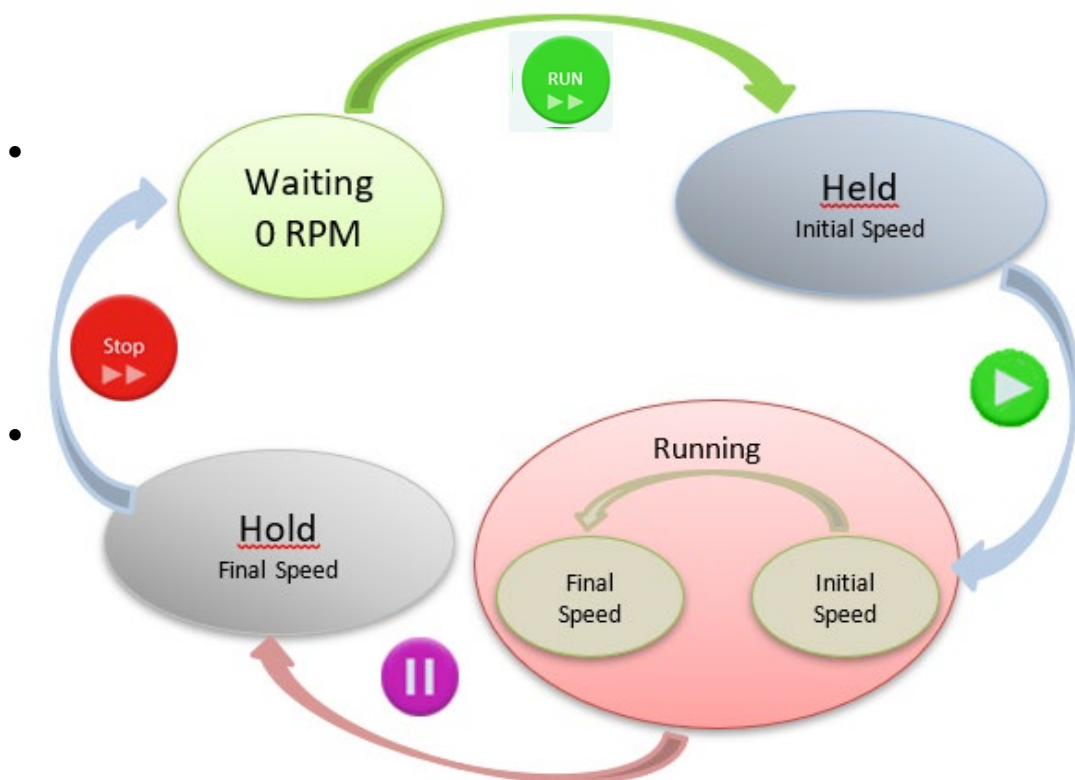 RUN
Waiting
0 RPM
Held
Initial Speed
Stop
Running
Hold
Final Speed
Final
Speed
Initial
Speed